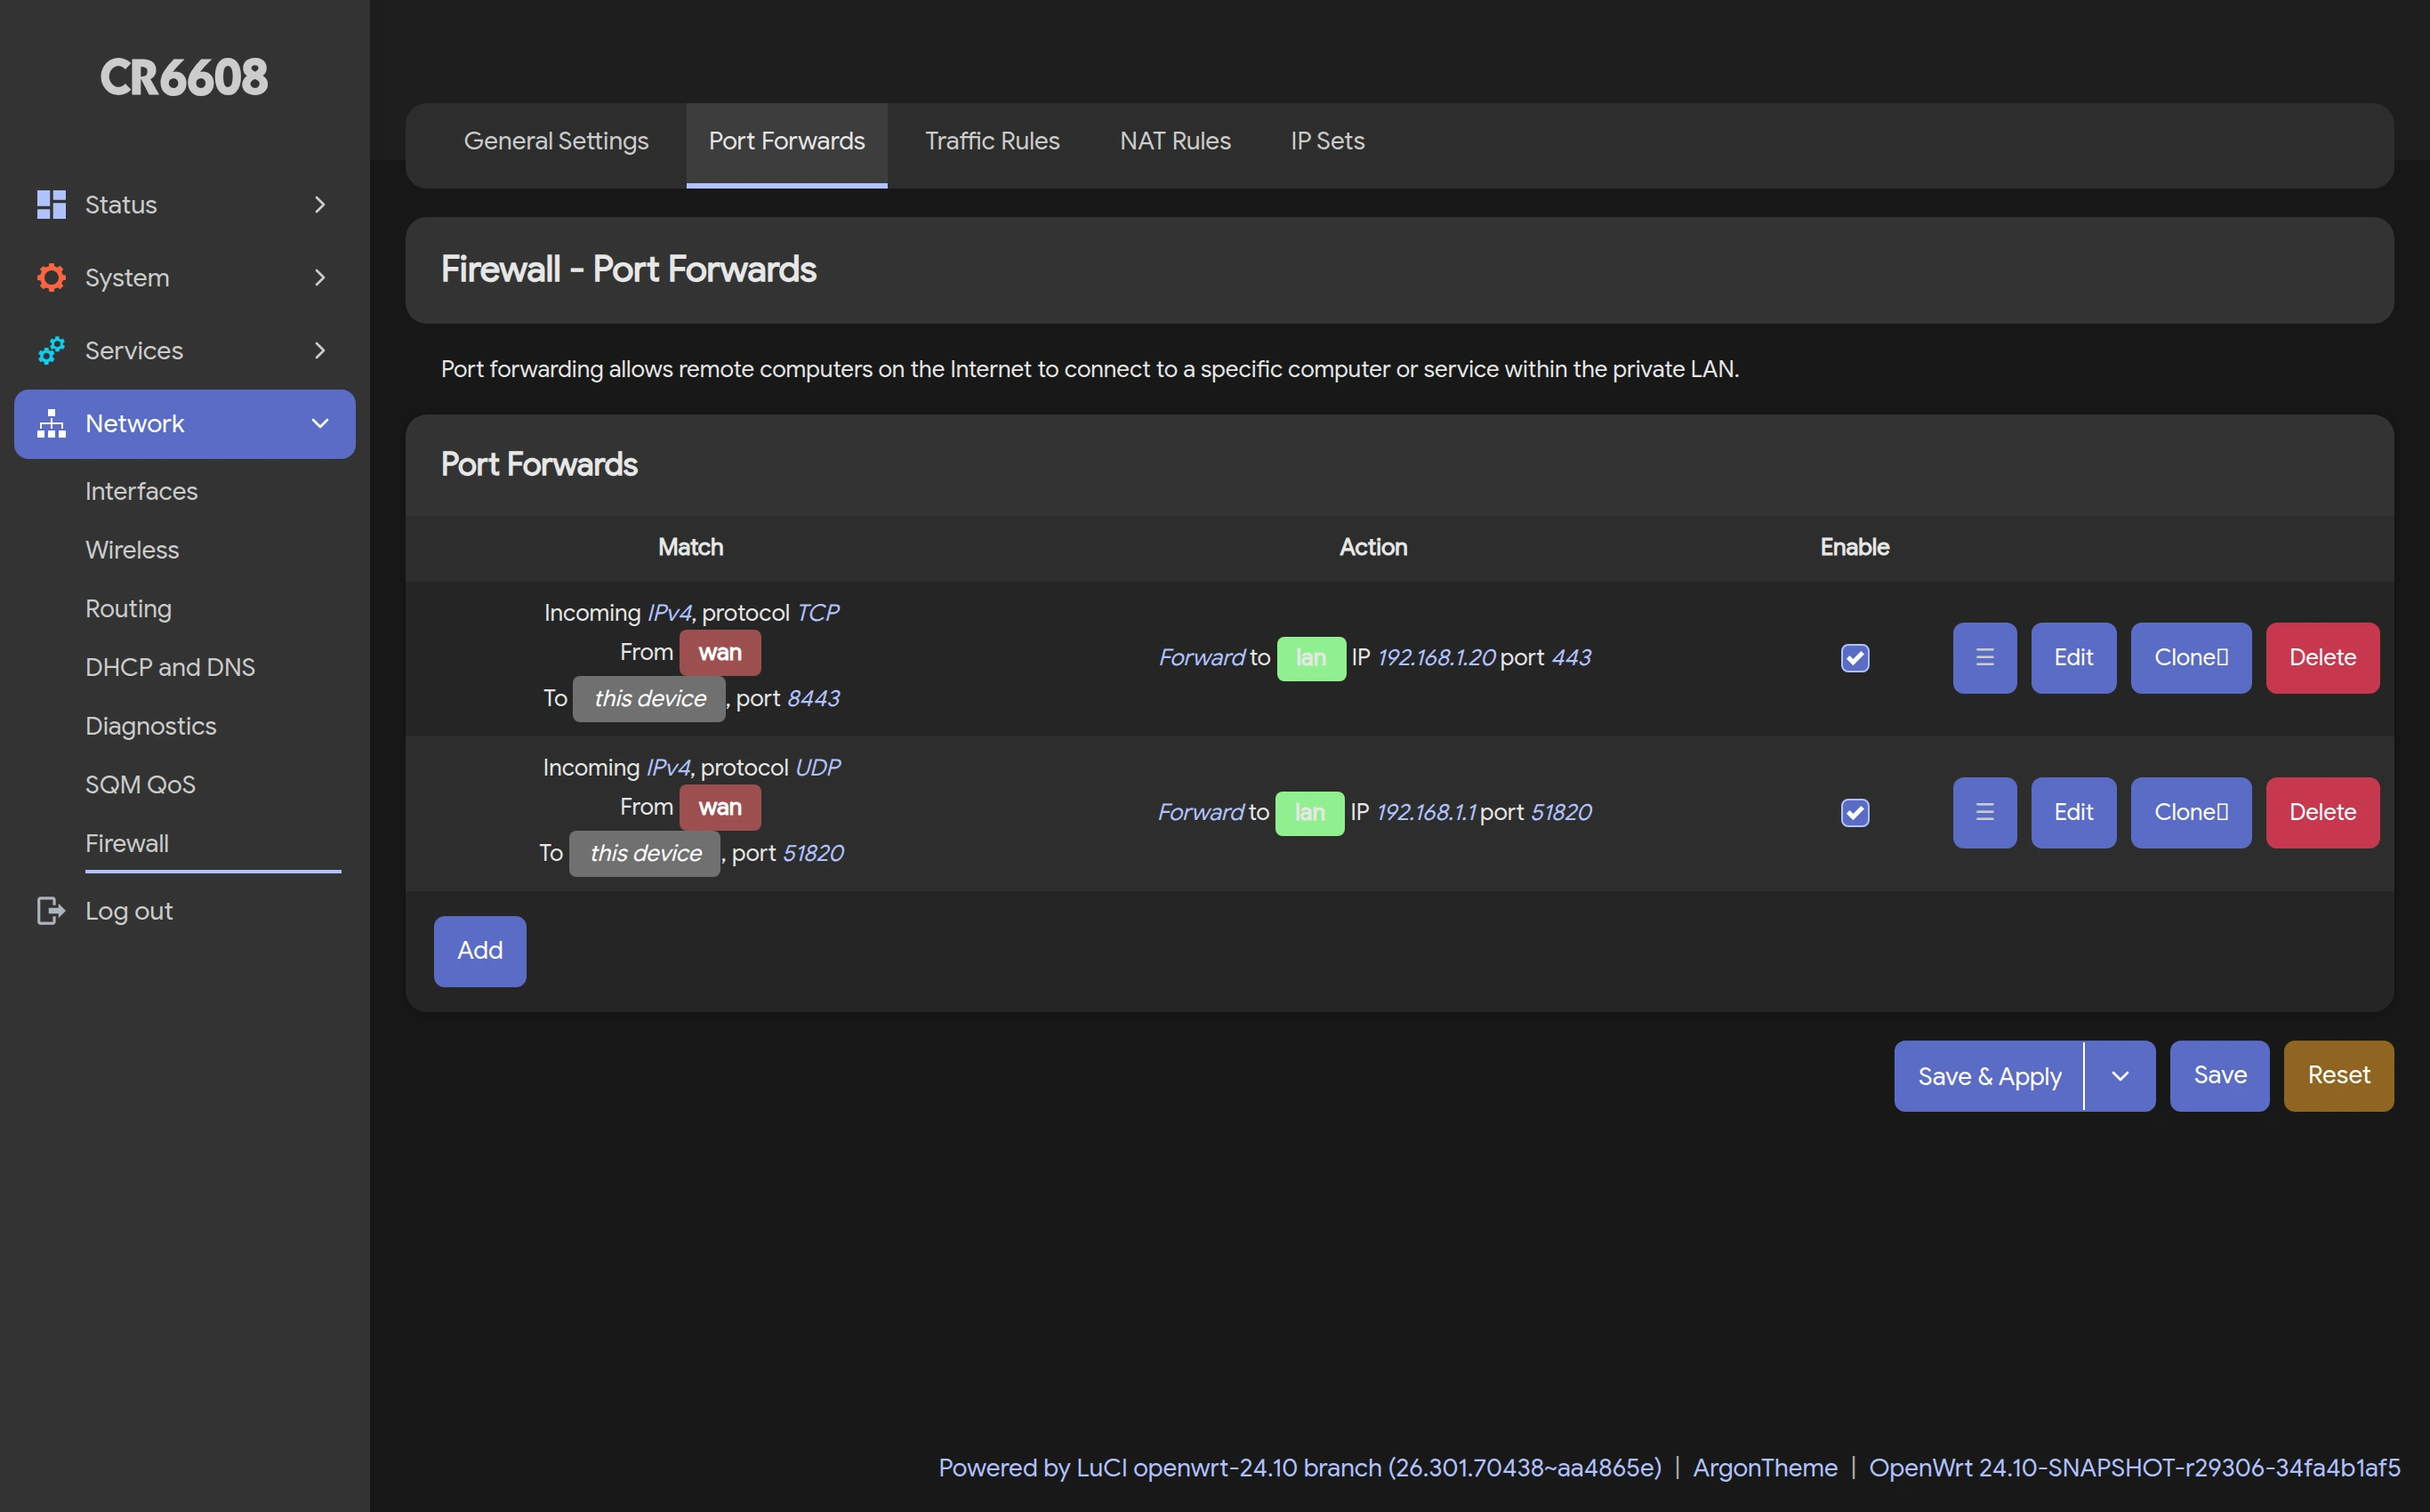 CR6608
Status
System
Services
Network
Interfaces
Wireless
Routing
DHCP and DNS
Diagnostics
SQM QoS
Firewall
Log out
General Settings Port Forwards Traffic Rules NAT Rules IP Sets
Firewall - Port Forwards
Port forwarding allows remote computers on the Internet to connect to a specific computer or service within the private LAN.
Port Forwards
Match Action Enable
Incoming IPv4, protocol TCP
From wan
To this device, port 8443
Forward to lan IP 192.168.1.20 port 443
☰ Edit Clone Delete
Incoming IPv4, protocol UDP
From wan
To this device, port 51820
Forward to lan IP 192.168.1.1 port 51820
☰ Edit Clone Delete
Add
Save & Apply Save Reset
Powered by LuCI openwrt-24.10 branch (26.301.70438~aa4865e) | ArgonTheme | OpenWrt 24.10-SNAPSHOT-r29306-34fa4b1af5